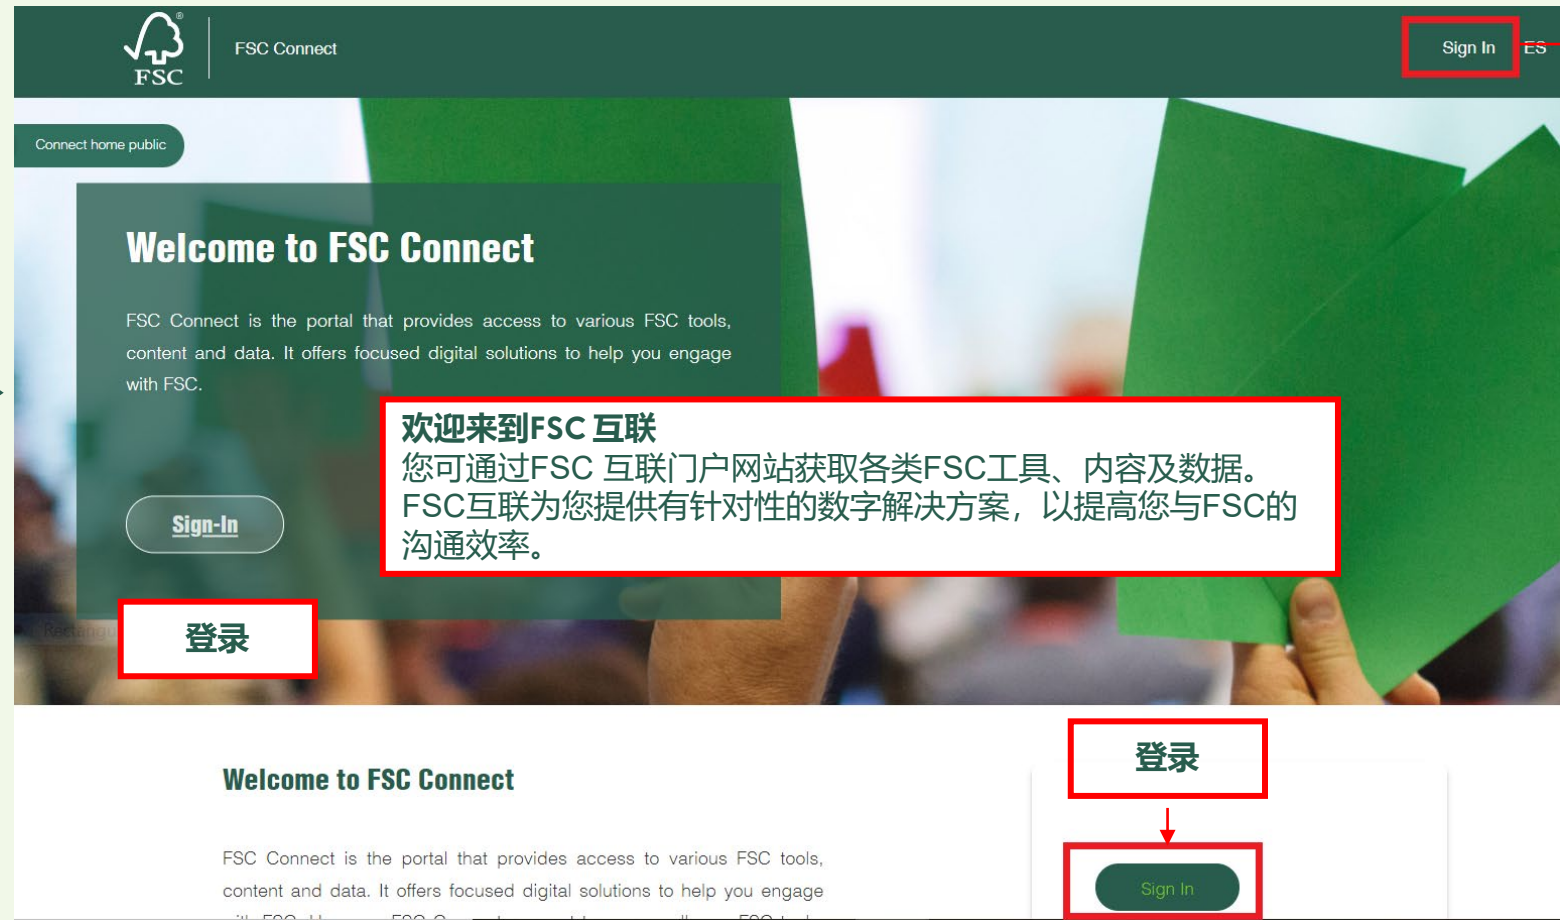 FSC
FSC Connect
Sign In
ES
Connect home public
Welcome to FSC Connect
FSC Connect is the portal that provides access to various FSC tools,
content and data. It offers focused digital solutions to help you engage
with FSC.
欢迎来到FSC 互联
您可通过FSC 互联门户网站获取各类FSC工具、内容及数据。
FSC互联为您提供有针对性的数字解决方案，以提高您与FSC的
沟通效率。
Sign-In
登录
登录
Welcome to FSC Connect
FSC Connect is the portal that provides access to various FSC tools,
content and data. It offers focused digital solutions to help you engage
Sign In